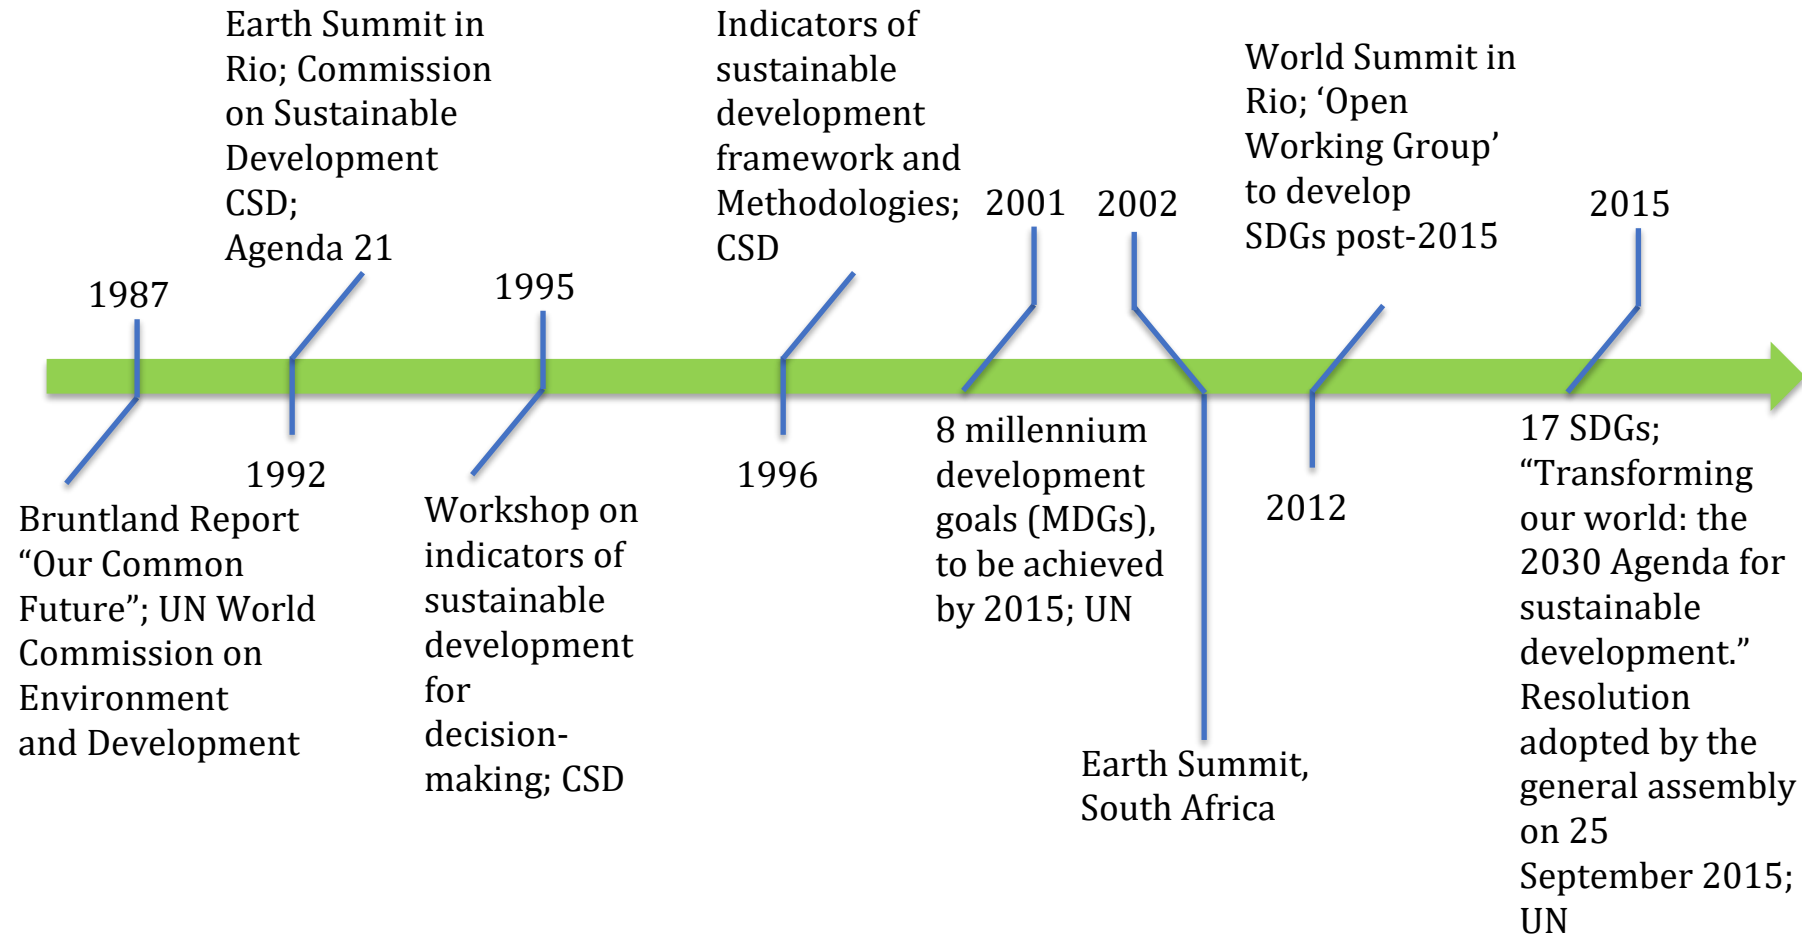 1987
Bruntland Report
“Our Common
Future”; UN World
Commission on
Environment
and Development
Earth Summit in
Rio; Commission
on Sustainable
Development
CSD;
Agenda 21
1992
1995
Workshop on
indicators of
sustainable
development
for
decision-
making; CSD
Indicators of
sustainable
development
framework and
Methodologies;
CSD
1996
2001
8 millennium
development
goals (MDGs),
to be achieved
by 2015; UN
2002
Earth Summit,
South Africa
World Summit in
Rio; ‘Open
Working Group’
to develop
SDGs post-2015
2012
2015
17 SDGs;
“Transforming
our world: the
2030 Agenda for
sustainable
development.”
Resolution
adopted by the
general assembly
on 25
September 2015;
UN